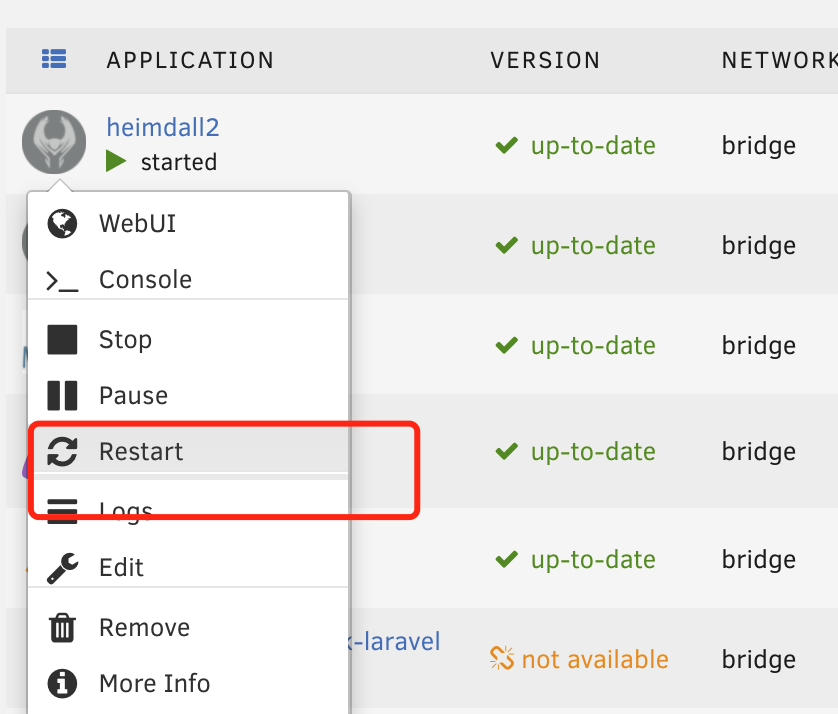 APPLICATION VERSION NETWORK
heimdall2
started
up-to-date bridge
WebUI
up-to-date bridge
Console
Stop
up-to-date bridge
Pause
Restart
up-to-date bridge
Logs
Edit
up-to-date bridge
Remove
k-laravel
not available bridge
More Info